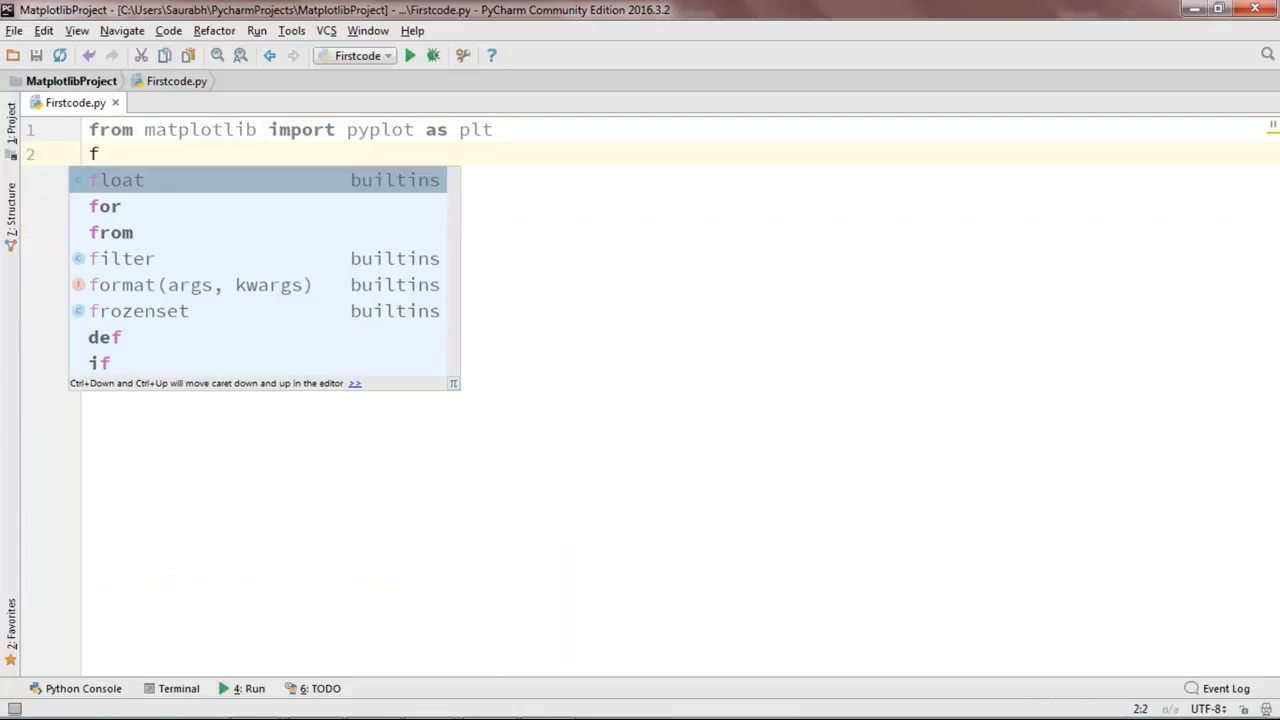 MatplotlibProject - [C:\Users\Saurabh\PycharmProjects\MatplotlibProject] - ...\Firstcode.py - PyCharm Community Edition 2016.3.2
File Edit View Navigate Code Refactor Run Tools VCS Window Help
Firstcode
MatplotlibProject Firstcode.py
Firstcode.py
1: Project
Z: Structure
2: Favorites
1 from matplotlib import pyplot as plt
2 f
float builtins
for
from
filter builtins
format(args, kwargs) builtins
frozenset builtins
def
if
Ctrl+Down and Ctrl+Up will move caret down and up in the editor >> π
Python Console Terminal 4: Run 6: TODO Event Log
2:2 n/a UTF-8